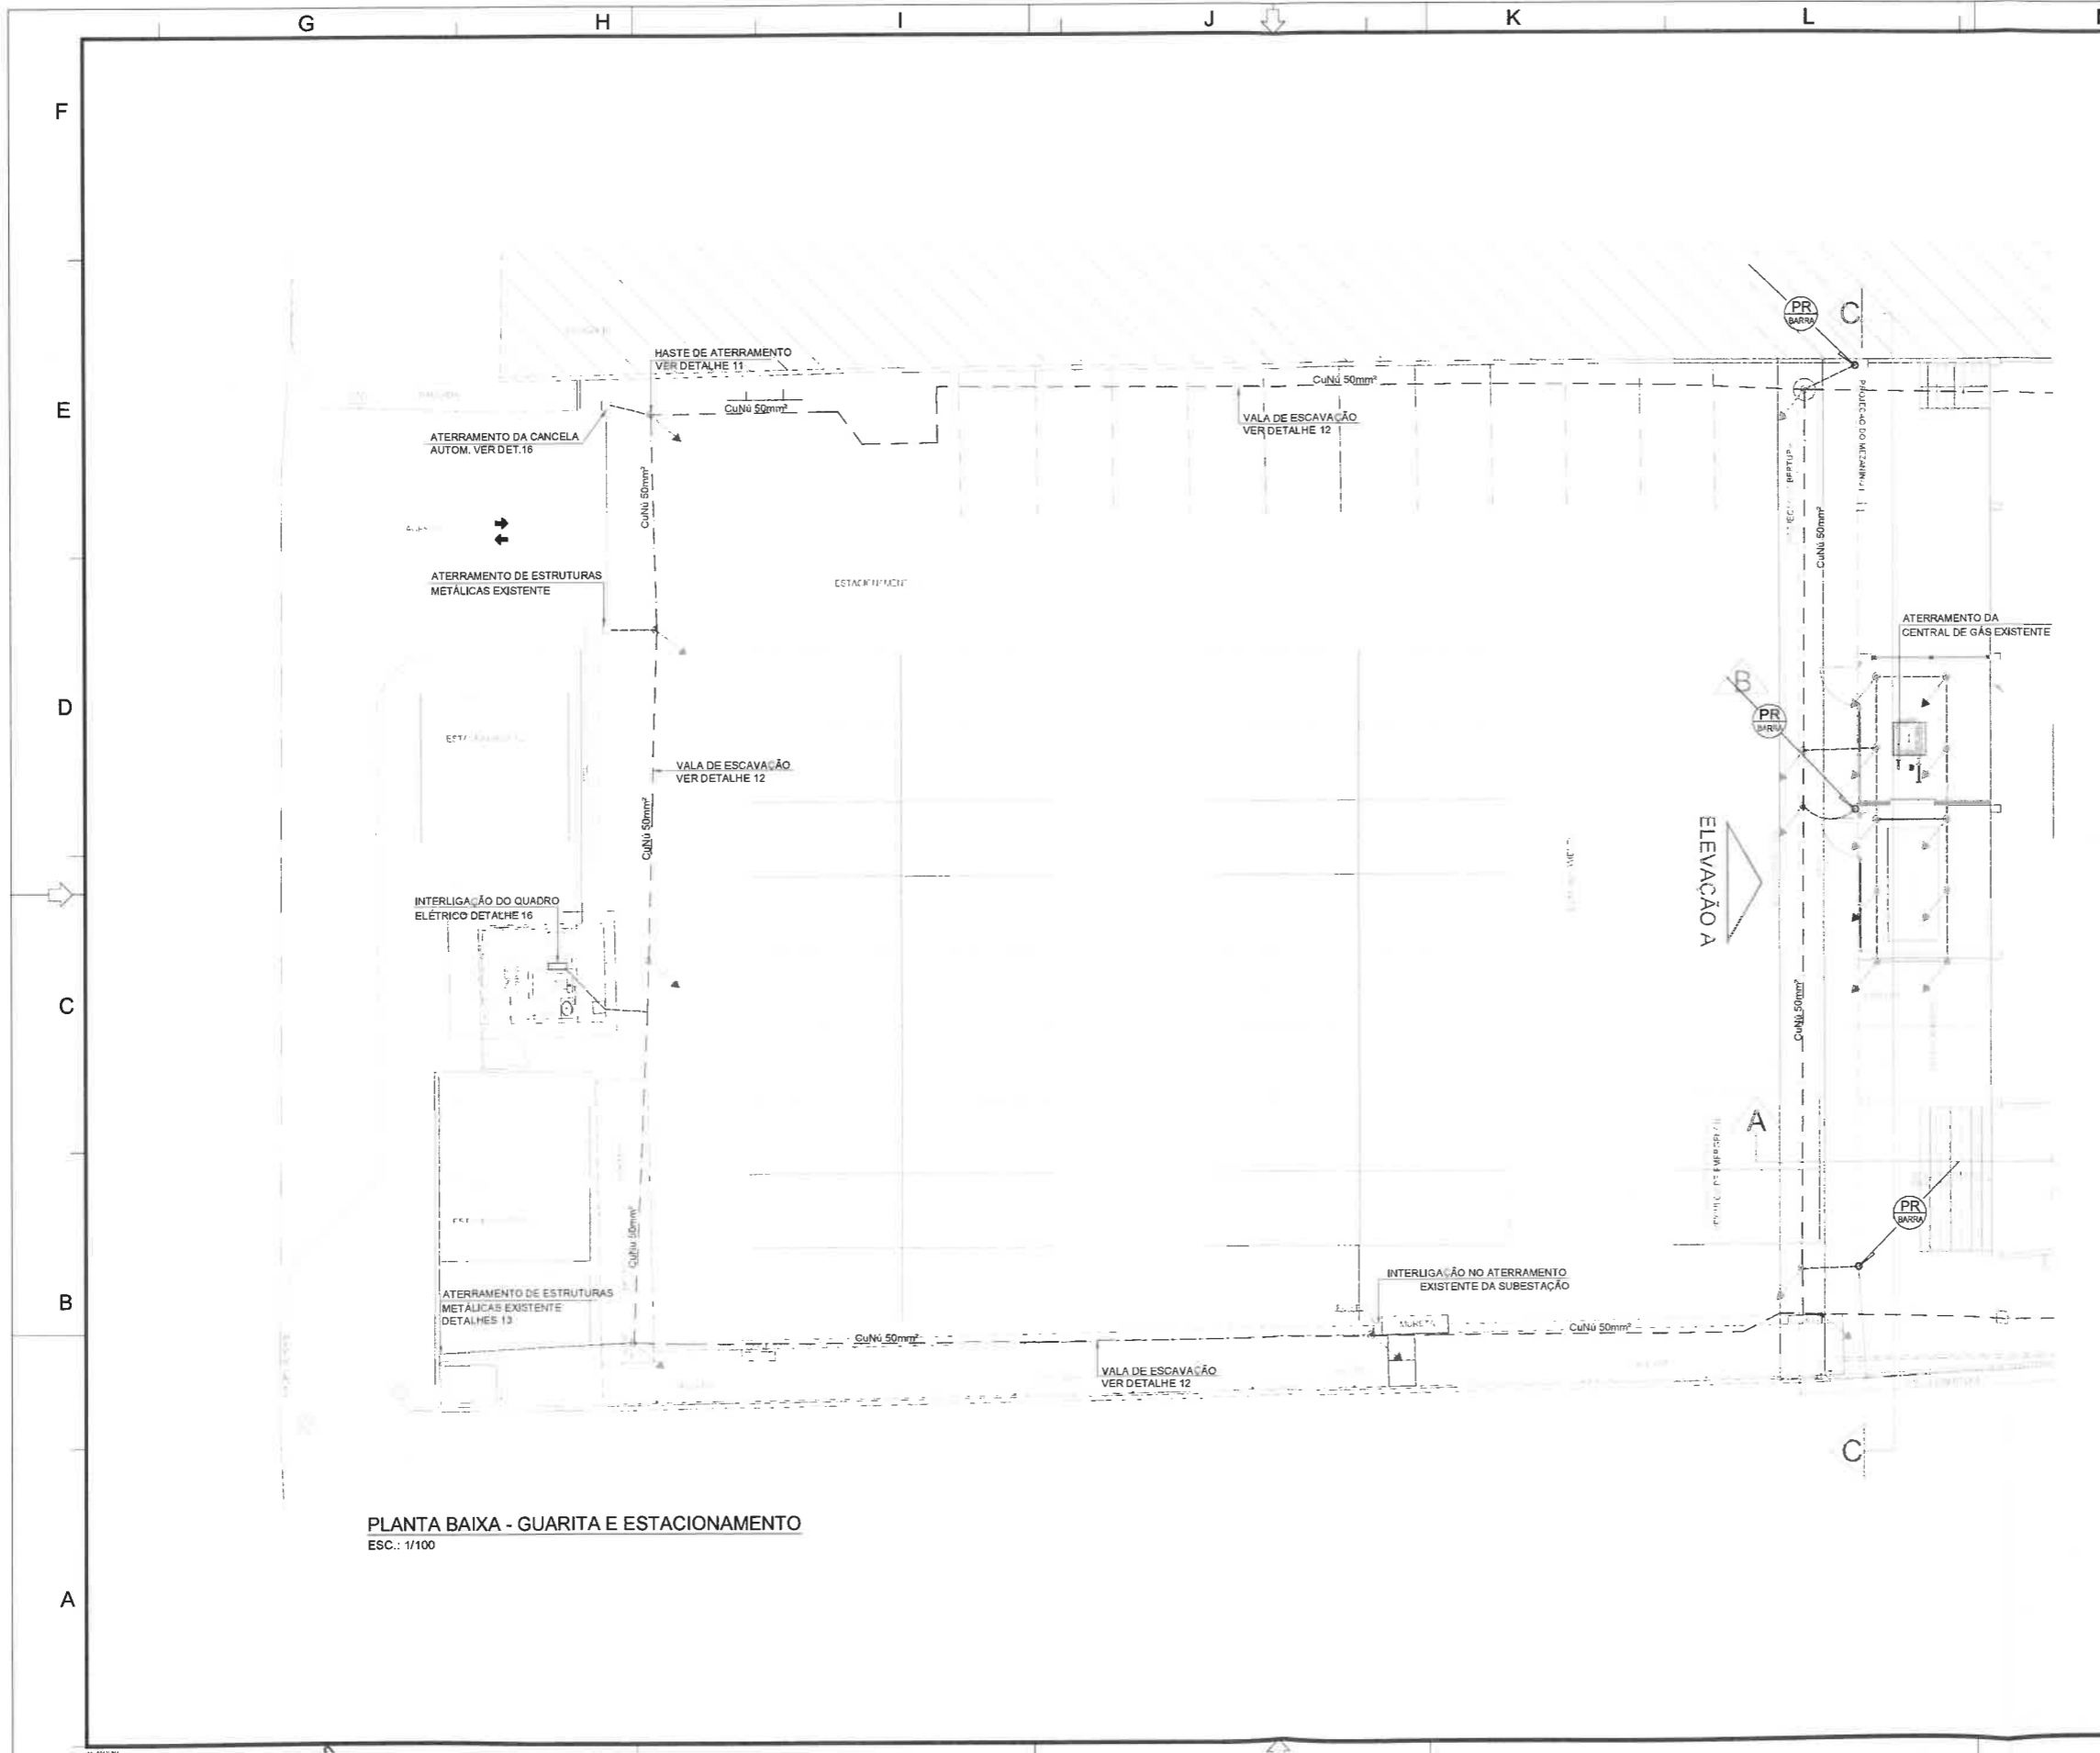 G
H
I
J
K
L
F
E
D
C
B
A
HASTE DE ATERRAMENTO
VER DETALHE 11
CuNú 50mm²
CuNú 50mm²
VALA DE ESCAVAÇÃO
VER DETALHE 12
ATERRAMENTO DA CANCELA
AUTOM. VER DET.16
CuNú 50mm²
PR
BARRA
C
PROJEÇÃO DO MEZANINO
CuNú 50mm²
ATERRAMENTO DE ESTRUTURAS
METÁLICAS EXISTENTE
ATERRAMENTO DA
CENTRAL DE GÁS EXISTENTE
B
PR
BARRA
VALA DE ESCAVAÇÃO
VER DETALHE 12
CuNú 50mm²
ELEVAÇÃO A
INTERLIGAÇÃO DO QUADRO
ELÉTRICO DETALHE 16
CuNú 50mm²
A
PR
BARRA
CuNú 50mm²
ATERRAMENTO DE ESTRUTURAS
METÁLICAS EXISTENTE
DETALHES 13
INTERLIGAÇÃO NO ATERRAMENTO
EXISTENTE DA SUBESTAÇÃO
CuNú 50mm²
CuNú 50mm²
VALA DE ESCAVAÇÃO
VER DETALHE 12
C
PLANTA BAIXA - GUARITA E ESTACIONAMENTO
ESC.: 1/100